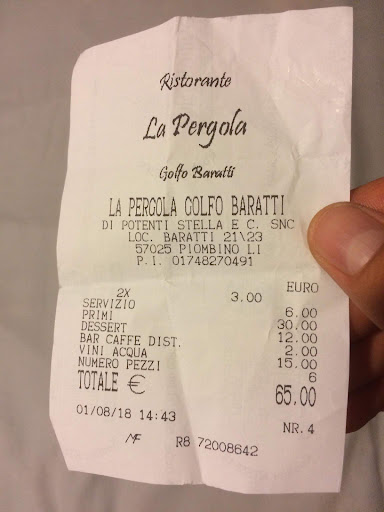 Ristorante
La Pergola
Golfo Baratti
LA PERGOLA GOLFO BARATTI
DI POTENTI STELLA E C. SNC
LOC. BARATTI 21\23
57025 PIOMBINO LI
P.I. 01748270491
EURO
2X 3.00
SERVIZIO 6.00
PRIMI 30.00
DESSERT 12.00
BAR CAFFE DIST. 2.00
VINI ACQUA 15.00
NUMERO PEZZI 6
TOTALE € 65.00
01/08/18 14:43 NR.4
MF R8 72008642